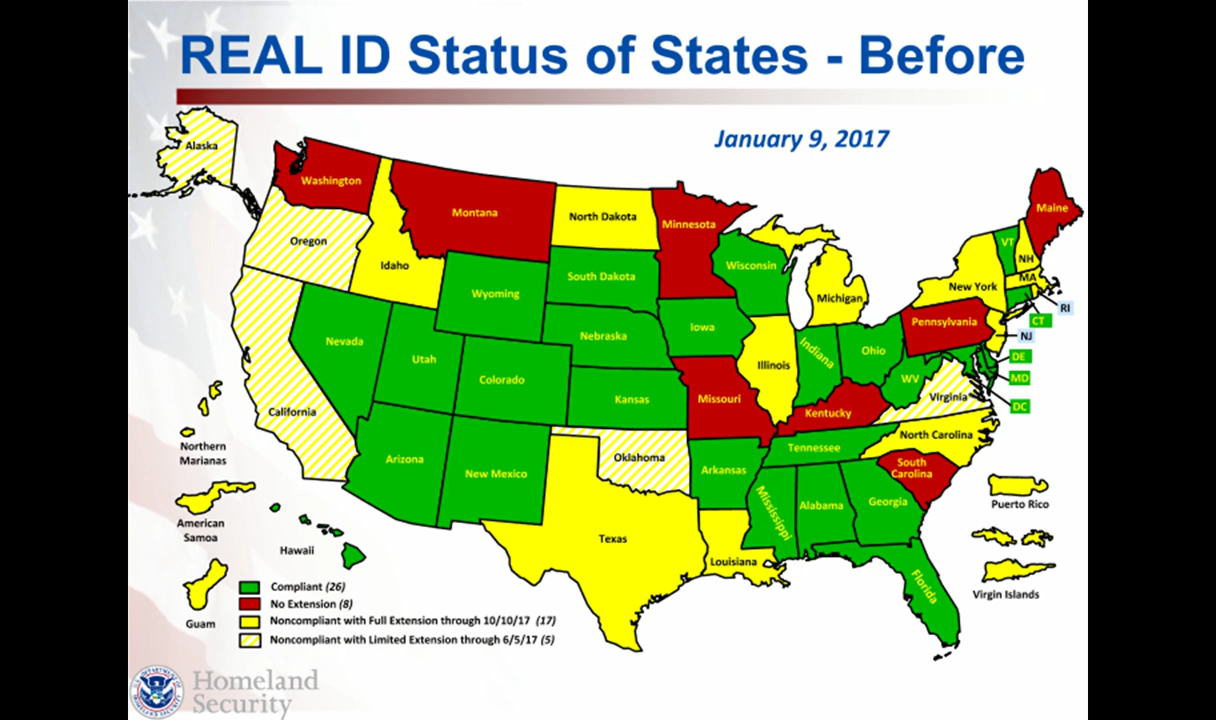 REAL ID Status of States - Before
January 9, 2017
Alaska
Washington
Montana
North Dakota
Minnesota
Maine
Oregon
Idaho
South Dakota
Wisconsin
VT
NH
MA
Wyoming
New York
Michigan
RI
Nevada
Nebraska
Iowa
Pennsylvania
CT
NJ
Utah
Colorado
Illinois
Indiana
Ohio
DE
MD
DC
California
Kansas
Missouri
WV
Virginia
Kentucky
Northern
Marianas
Arizona
New Mexico
Oklahoma
Arkansas
Tennessee
North Carolina
South
Carolina
American
Samoa
Mississippi
Alabama
Georgia
Puerto Rico
Hawaii
Texas
Louisiana
Florida
Virgin Islands
Guam
Compliant (26)
No Extension (8)
Noncompliant with Full Extension through 10/10/17 (17)
Noncompliant with Limited Extension through 6/5/17 (5)
Homeland
Security